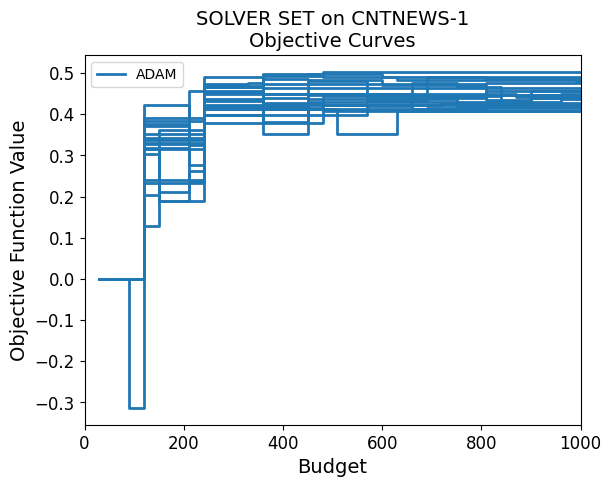 SOLVER SET on CNTNEWS-1
Objective Curves
ADAM
Objective Function Value
0.5
0.4
0.3
0.2
0.1
0.0
−0.1
−0.2
−0.3
0 200 400 600 800 1000
Budget